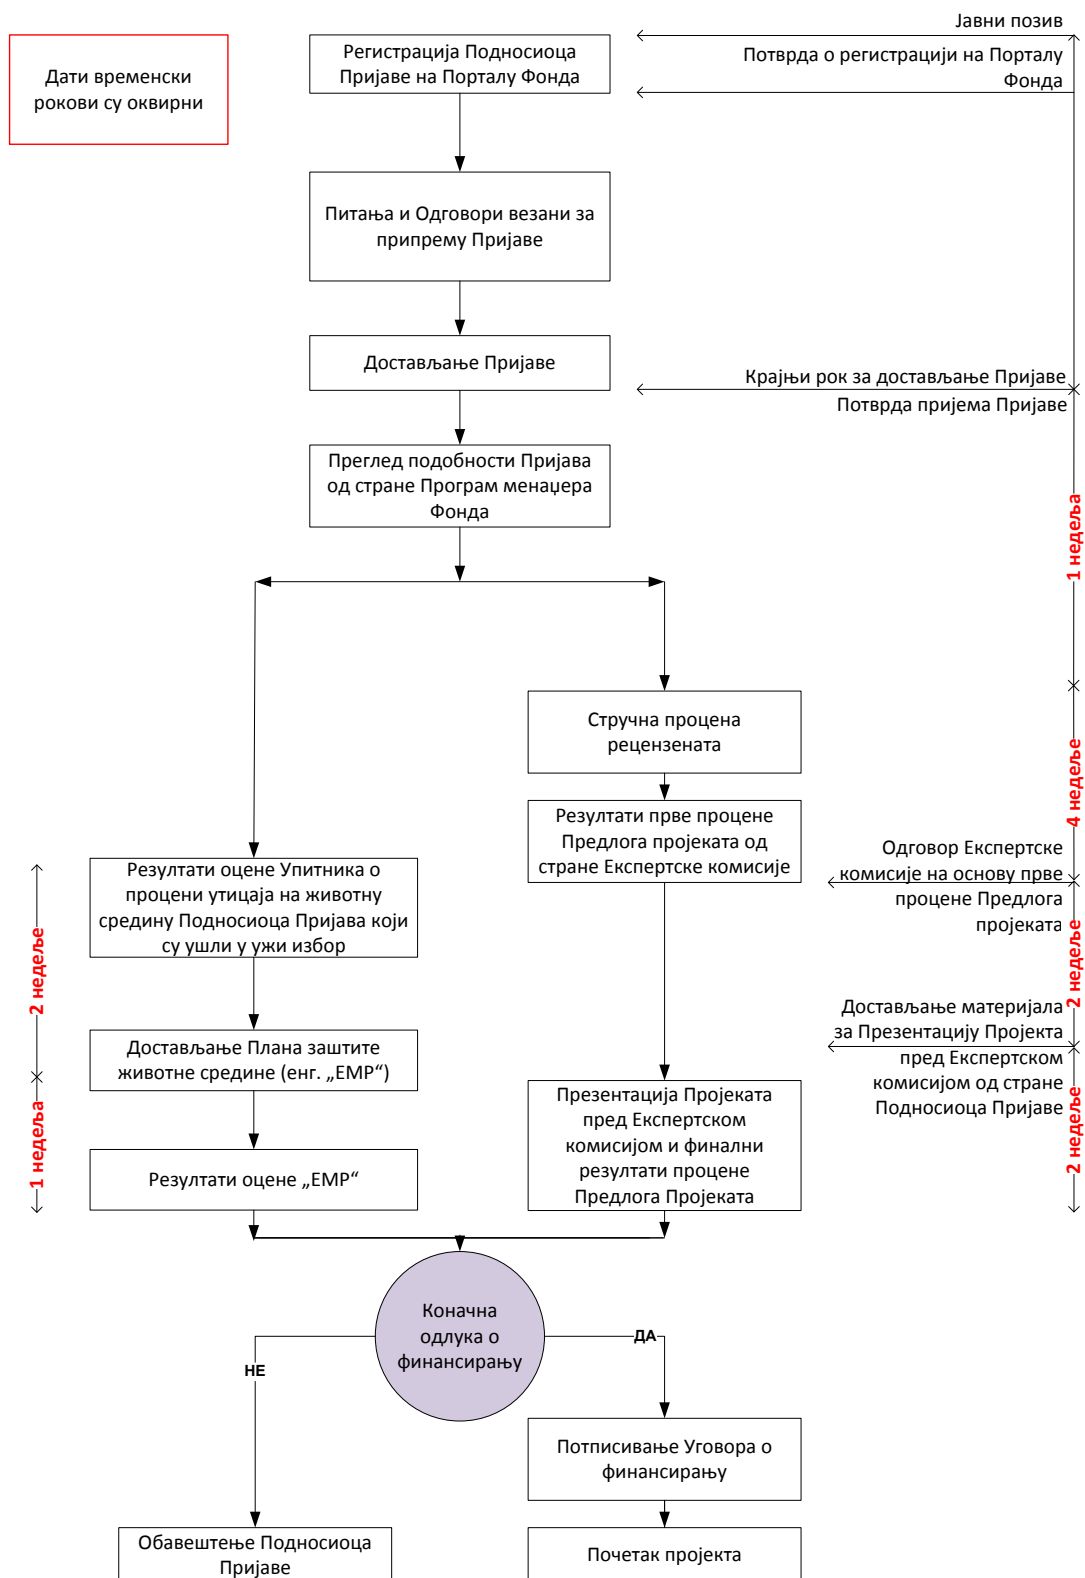 Јавни позив
Дати временски
рокови су оквирни
Регистрација Подносиоца
Пријаве на Порталу Фонда
Потврда о регистрацији на Порталу
Фонда
Питања и Одговори везани за
припрему Пријаве
Достављање Пријаве
Крајњи рок за достављање Пријаве
Потврда пријема Пријаве
Преглед подобности Пријава
од стране Програм менаџера
Фонда
1 недеља
Стручна процена
рецензената
4 недеље
Резултати прве процене
Предлога пројеката од
стране Експертске комисије
Одговор Експертске
комисије на основу прве
процене Предлога
пројеката
Резултати оцене Упитника о
процени утицаја на животну
средину Подносиоца Пријава који
су ушли у ужи избор
2 недеље
2 недеље
Достављање материјала
за Презентацију Пројекта
пред Експертском
комисијом од стране
Подносиоца Пријаве
Достављање Плана заштите
животне средине (енг. „EMP“)
Презентација Пројеката
пред Експертском
комисијом и финални
резултати процене
Предлога Пројеката
1 недеља
2 недеље
Резултати оцене „EMP“
Коначна
одлука о
финансирању
НЕ
ДА
Потписивање Уговора о
финансирању
Обавештење Подносиоца
Пријаве
Почетак пројекта